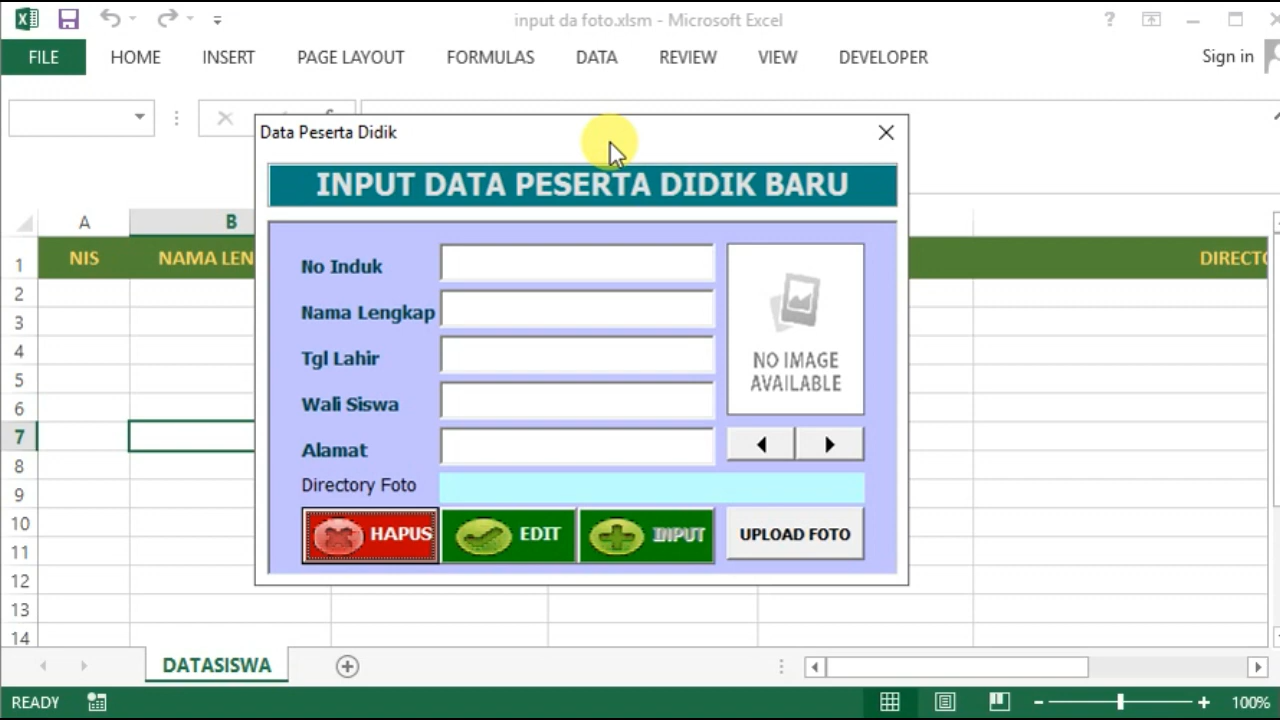 input da foto.xlsm - Microsoft Excel
?
FILE HOME INSERT PAGE LAYOUT FORMULAS DATA REVIEW VIEW DEVELOPER Sign in
Data Peserta Didik
INPUT DATA PESERTA DIDIK BARU
A B
1 NIS NAMA LEN DIRECTO
2
3
4
5
6
7
8
9
10
11
12
13
14
No Induk
Nama Lengkap
Tgl Lahir
Wali Siswa
Alamat
Directory Foto
NO IMAGE
AVAILABLE
HAPUS EDIT INPUT UPLOAD FOTO
DATASISWA
READY 100%